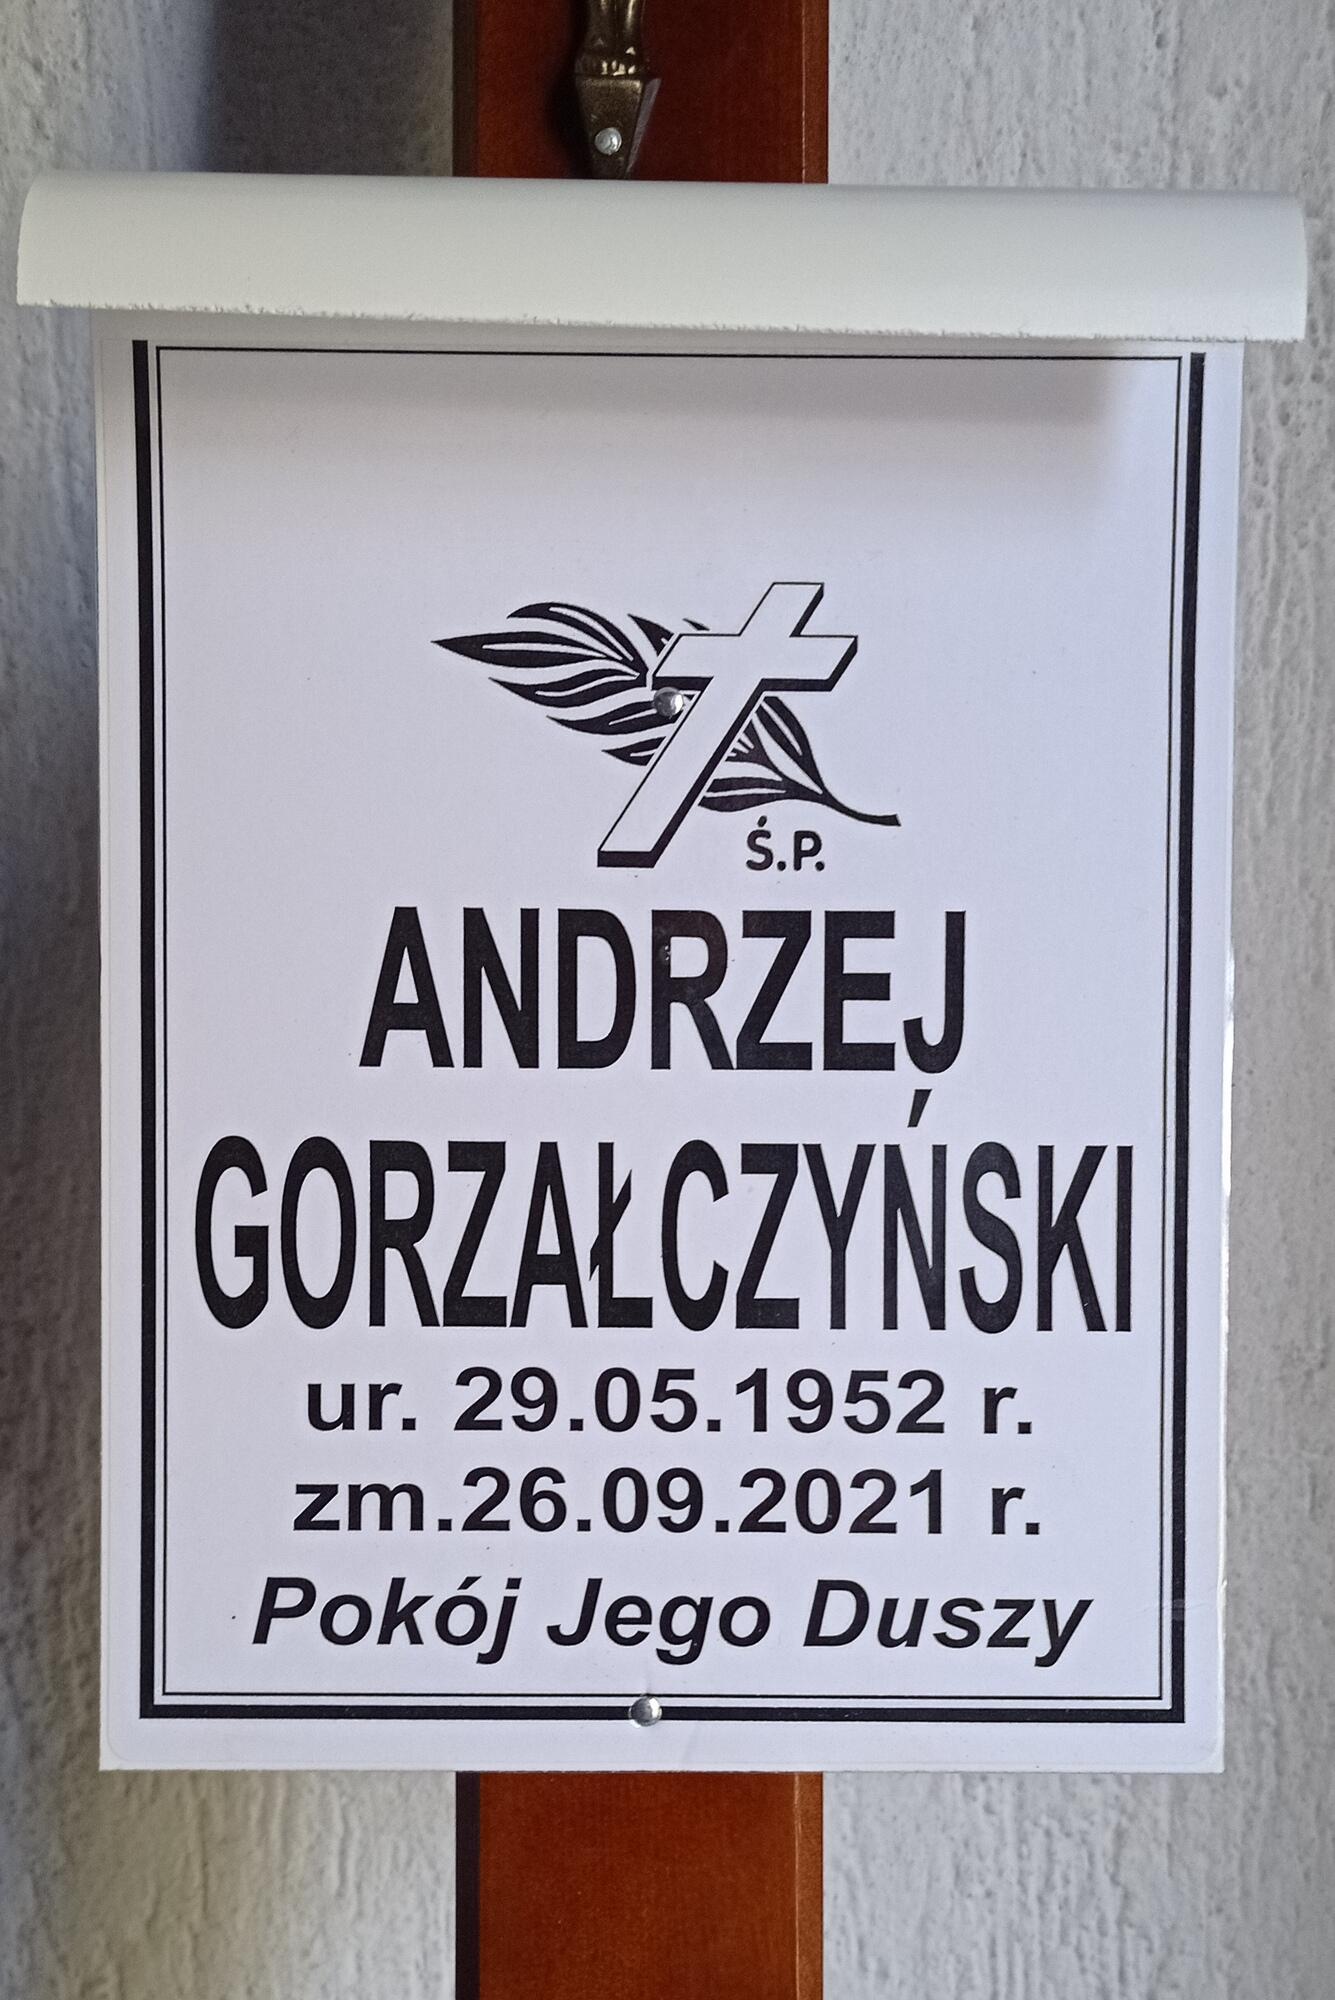 Ś.P.
ANDRZEJ
GORZAŁCZYŃSKI
ur. 29.05.1952 r.
zm.26.09.2021 r.
Pokój Jego Duszy